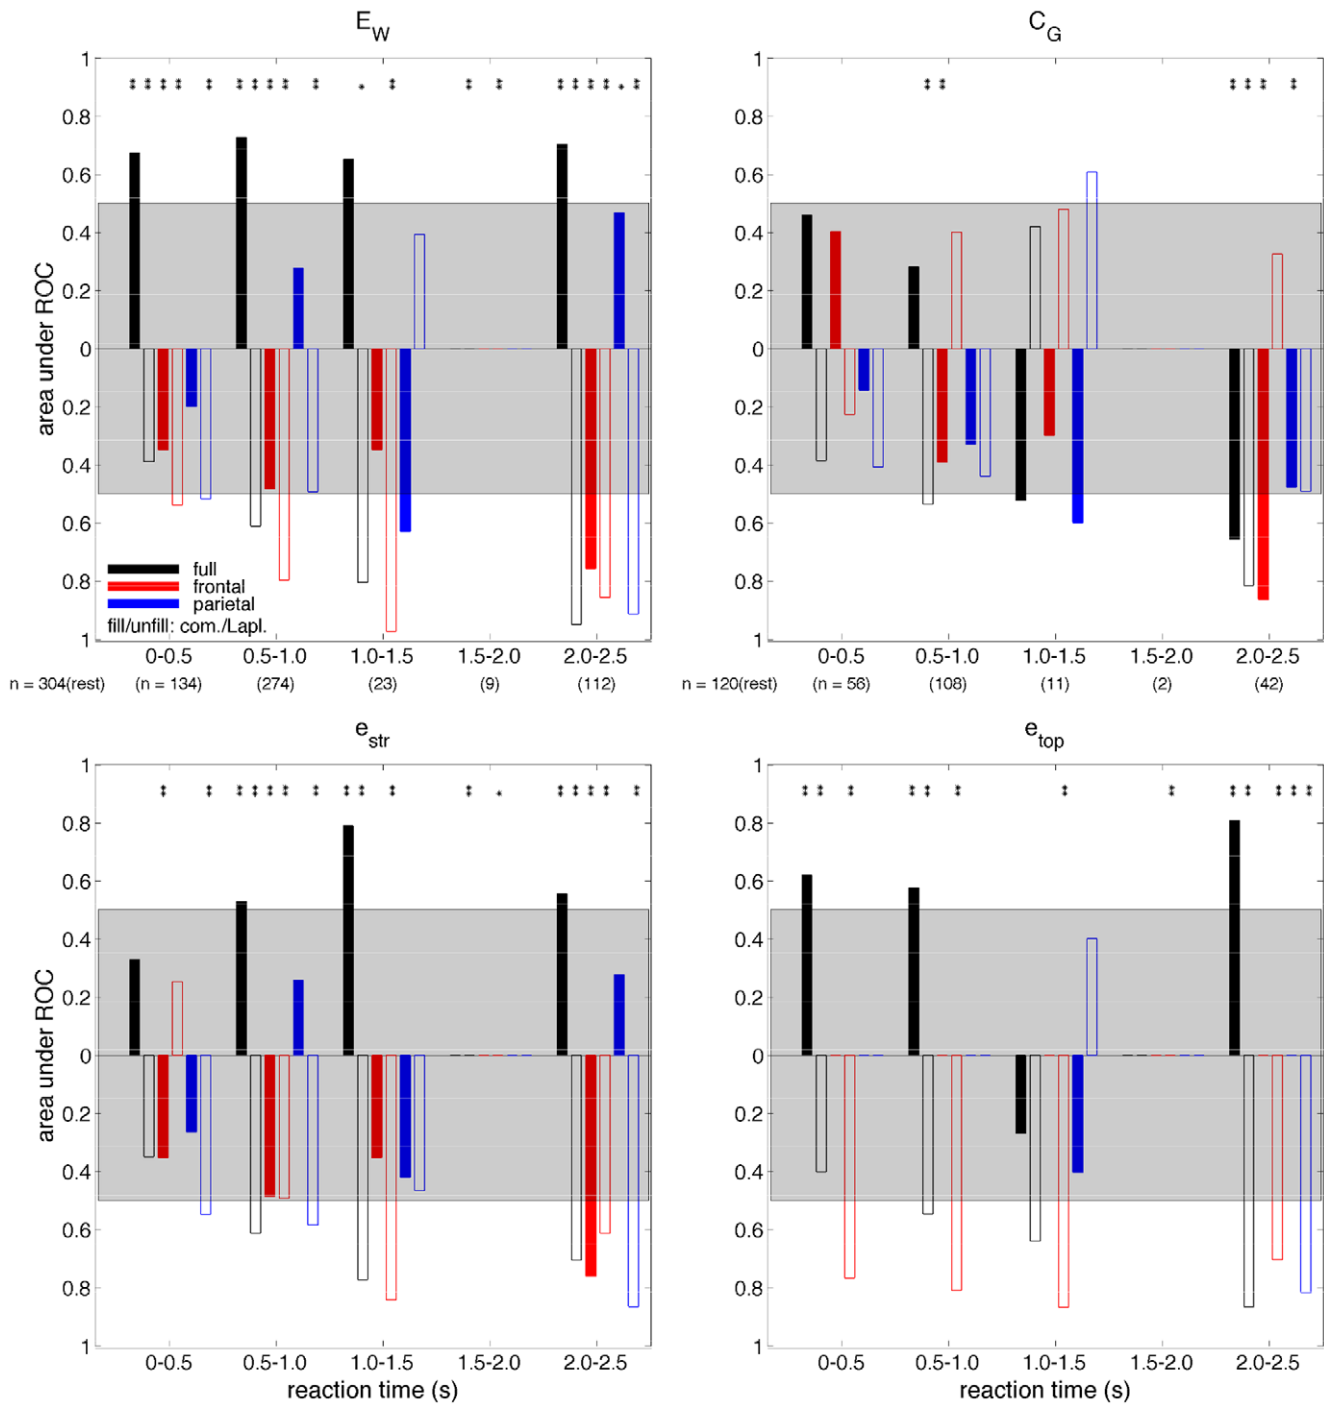 E_W
C_G
1
0.8
0.6
0.4
0.2
0
0.2
0.4
0.6
0.8
1
area under ROC
** ** ** ** ** ** ** ** ** ** * ** ** ** ** ** ** ** * **
full
frontal
parietal
fill/unfill: com./Lapl.
0-0.5 0.5-1.0 1.0-1.5 1.5-2.0 2.0-2.5
n = 304(rest) (n = 134) (274) (23) (9) (112)
1
0.8
0.6
0.4
0.2
0
0.2
0.4
0.6
0.8
1
** ** ** ** ** **
0-0.5 0.5-1.0 1.0-1.5 1.5-2.0 2.0-2.5
n = 120(rest) (n = 56) (108) (11) (2) (42)
e_str
e_top
1
0.8
0.6
0.4
0.2
0
0.2
0.4
0.6
0.8
1
area under ROC
** ** ** ** ** ** ** ** ** ** ** * ** ** ** ** **
0-0.5 0.5-1.0 1.0-1.5 1.5-2.0 2.0-2.5
reaction time (s)
1
0.8
0.6
0.4
0.2
0
0.2
0.4
0.6
0.8
1
** ** ** ** ** ** ** ** ** ** ** ** **
0-0.5 0.5-1.0 1.0-1.5 1.5-2.0 2.0-2.5
reaction time (s)